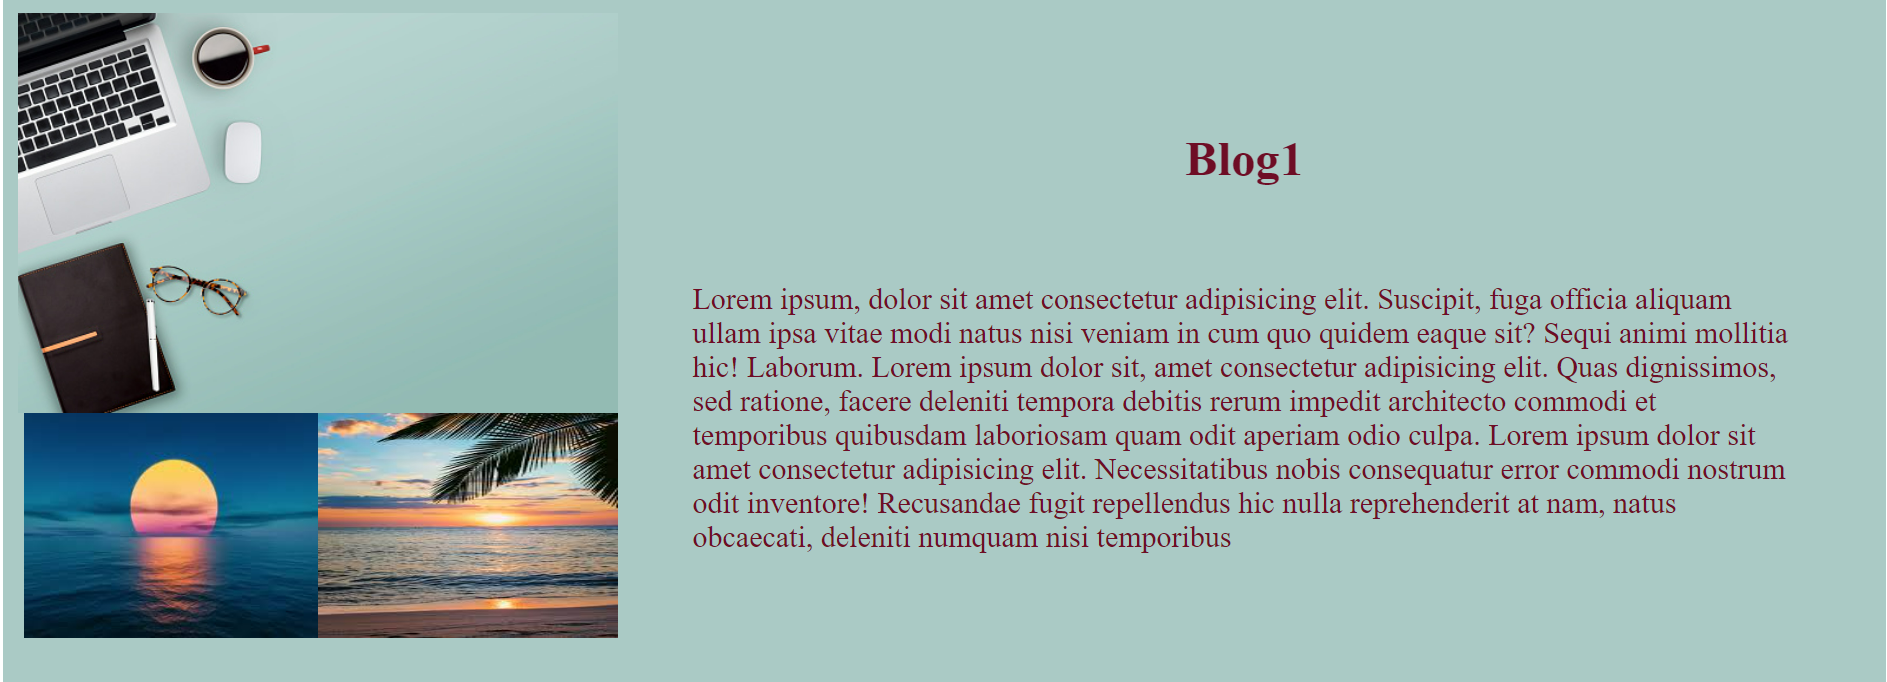 Blog1
Lorem ipsum, dolor sit amet consectetur adipisicing elit. Suscipit, fuga officia aliquam
ullam ipsa vitae modi natus nisi veniam in cum quo quidem eaque sit? Sequi animi mollitia
hic! Laborum. Lorem ipsum dolor sit, amet consectetur adipisicing elit. Quas dignissimos,
sed ratione, facere deleniti tempora debitis rerum impedit architecto commodi et
temporibus quibusdam laboriosam quam odit aperiam odio culpa. Lorem ipsum dolor sit
amet consectetur adipisicing elit. Necessitatibus nobis consequatur error commodi nostrum
odit inventore! Recusandae fugit repellendus hic nulla reprehenderit at nam, natus
obcaecati, deleniti numquam nisi temporibus